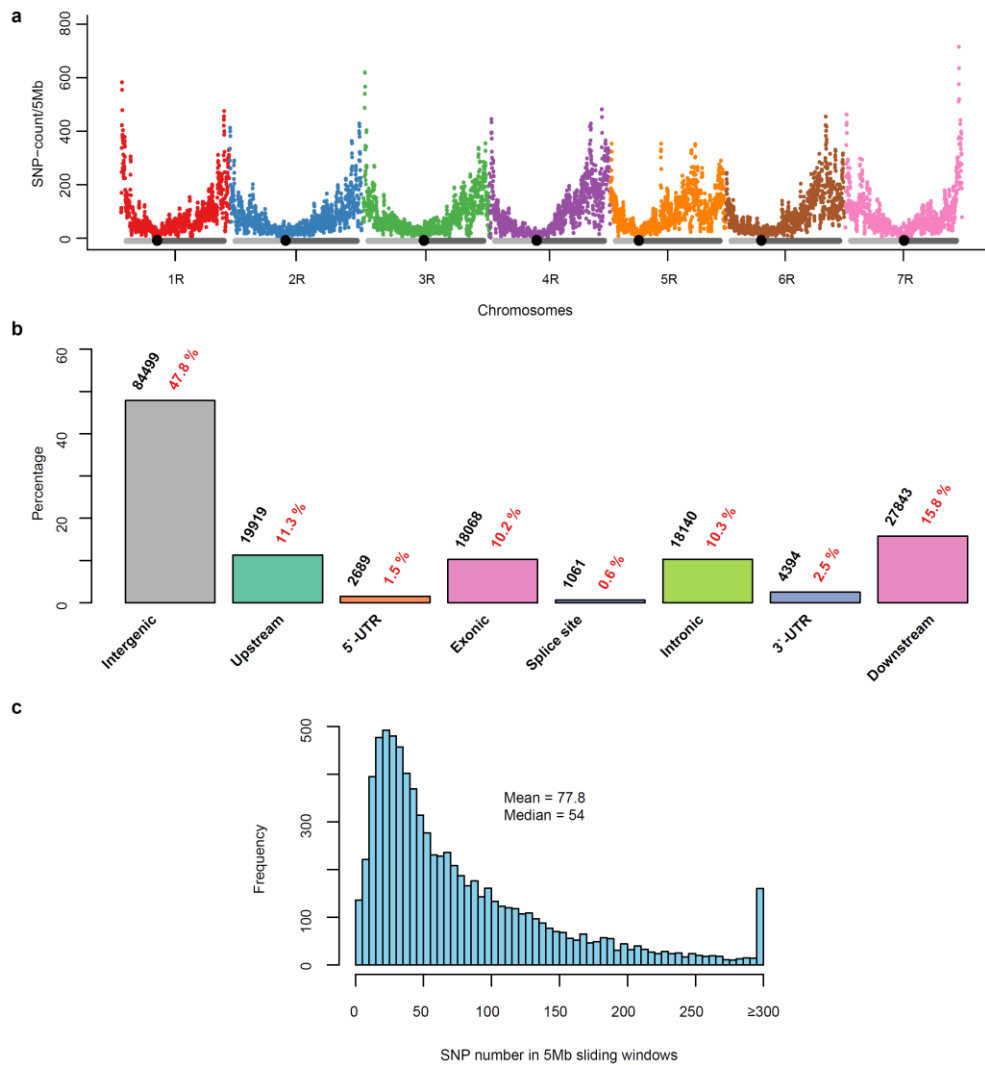 a
800
600
400
200
0
SNP−count/5Mb
1R 2R 3R 4R 5R 6R 7R
Chromosomes
b
60
40
20
0
Percentage
84499 47.8 %
19919 11.3 %
2689 1.5 %
18068 10.2 %
1061 0.6 %
18140 10.3 %
4394 2.5 %
27843 15.8 %
Intergenic
Upstream
5`-UTR
Exonic
Splice site
Intronic
3`-UTR
Downstream
c
500
300
100
0
Frequency
Mean = 77.8
Median = 54
0 50 100 150 200 250 ≥300
SNP number in 5Mb sliding windows